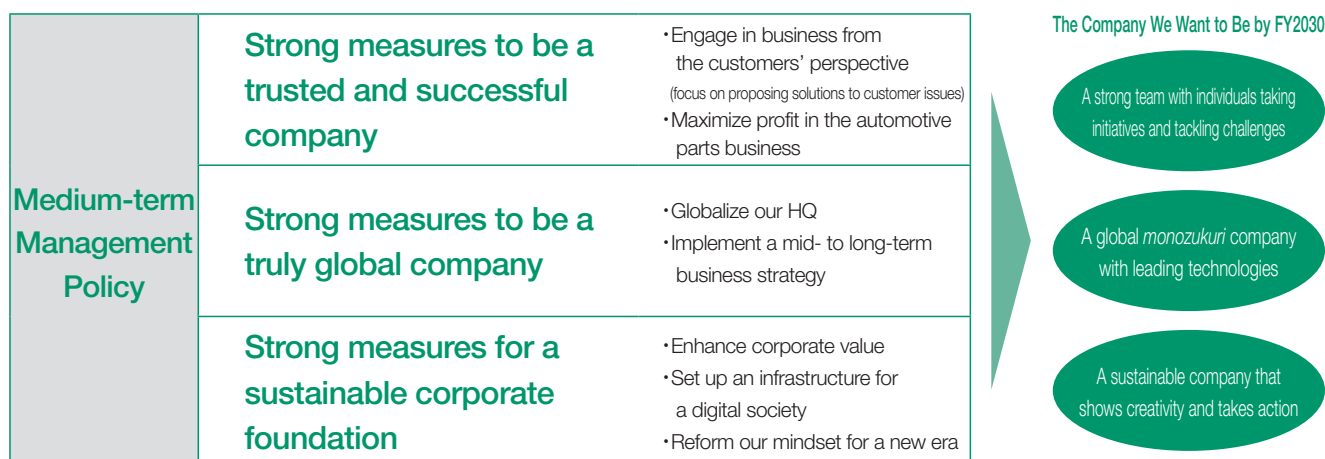 Medium-term
Management
Policy
Strong measures to be a
trusted and successful
company
・Engage in business from
the customers’ perspective
(focus on proposing solutions to customer issues)
・Maximize profit in the automotive
parts business
Strong measures to be a
truly global company
・Globalize our HQ
・Implement a mid- to long-term
business strategy
Strong measures for a
sustainable corporate
foundation
・Enhance corporate value
・Set up an infrastructure for
a digital society
・Reform our mindset for a new era
The Company We Want to Be by FY2030
A strong team with individuals taking
initiatives and tackling challenges
A global monozukuri company
with leading technologies
A sustainable company that
shows creativity and takes action